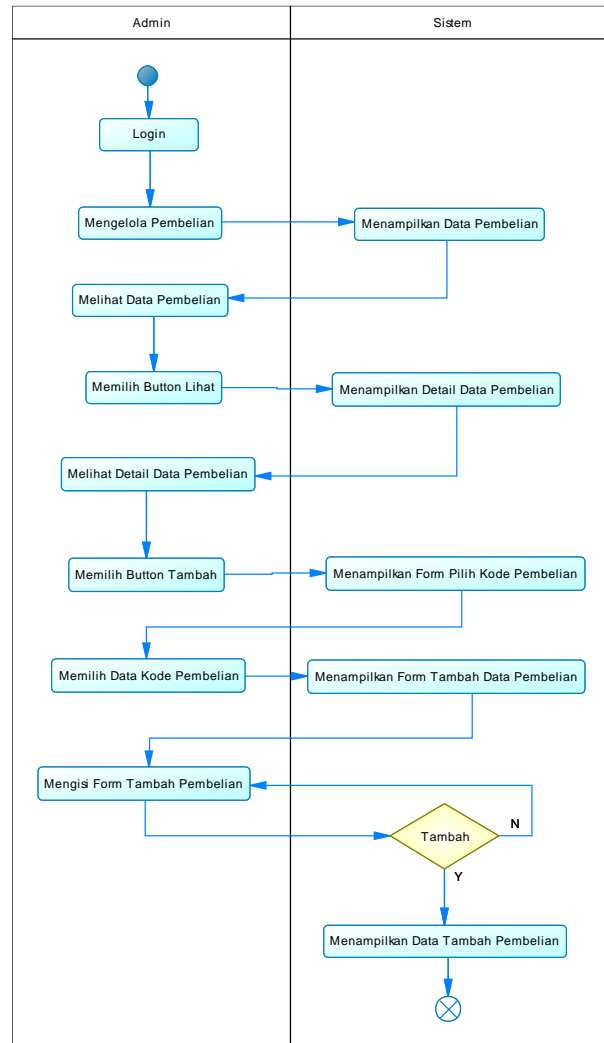 Admin
Sistem
Login
Mengelola Pembelian
Menampilkan Data Pembelian
Melihat Data Pembelian
Memilih Button Lihat
Menampilkan Detail Data Pembelian
Melihat Detail Data Pembelian
Memilih Button Tambah
Menampilkan Form Pilih Kode Pembelian
Memilih Data Kode Pembelian
Menampilkan Form Tambah Data Pembelian
Mengisi Form Tambah Pembelian
Tambah
N
Y
Menampilkan Data Tambah Pembelian